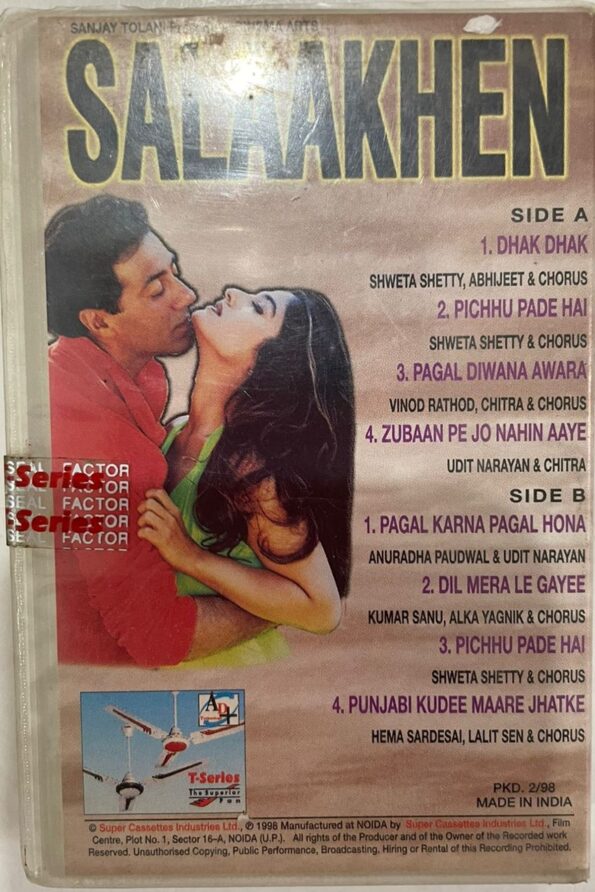 SANJAY TOLANI
CINEMA ARTS
SALAAKHEN
SIDE A
1. DHAK DHAK
SHWETA SHETTY, ABHIJEET & CHORUS
2. PICHHU PADE HAI
SHWETA SHETTY & CHORUS
3. PAGAL DIWANA AWARA
VINOD RATHOD, CHITRA & CHORUS
4. ZUBAAN PE JO NAHIN AAYE
UDIT NARAYAN & CHITRA
SIDE B
1. PAGAL KARNA PAGAL HONA
ANURADHA PAUDWAL & UDIT NARAYAN
2. DIL MERA LE GAYEE
KUMAR SANU, ALKA YAGNIK & CHORUS
3. PICHHU PADE HAI
SHWETA SHETTY & CHORUS
4. PUNJABI KUDEE MAARE JHATKE
HEMA SARDESAI, LALIT SEN & CHORUS
SEAL FACTOR
Series
SEAL FACTOR
SEAL FACTOR
Series
SEAL FACTOR
T-Series
The Superior
Fan
PKD. 2/98
MADE IN INDIA
© Super Cassettes Industries Ltd., ℗ 1998 Manufactured at NOIDA by Super Cassettes Industries Ltd., Film
Centre, Plot No. 1, Sector 16-A, NOIDA (U.P.). All rights of the Producer and of the Owner of the Recorded work
Reserved. Unauthorised Copying, Public Performance, Broadcasting. Hiring or Rental of this Recording Prohibited.